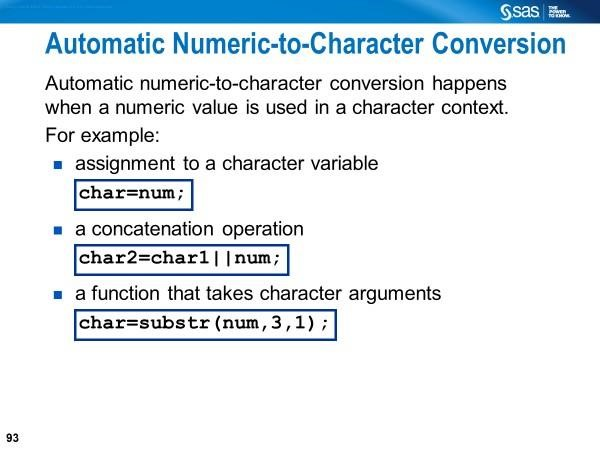 sas THE POWER TO KNOW.
Automatic Numeric-to-Character Conversion
Automatic numeric-to-character conversion happens
when a numeric value is used in a character context.
For example:
assignment to a character variable
char=num;
a concatenation operation
char2=char1||num;
a function that takes character arguments
char=substr(num,3,1);
93